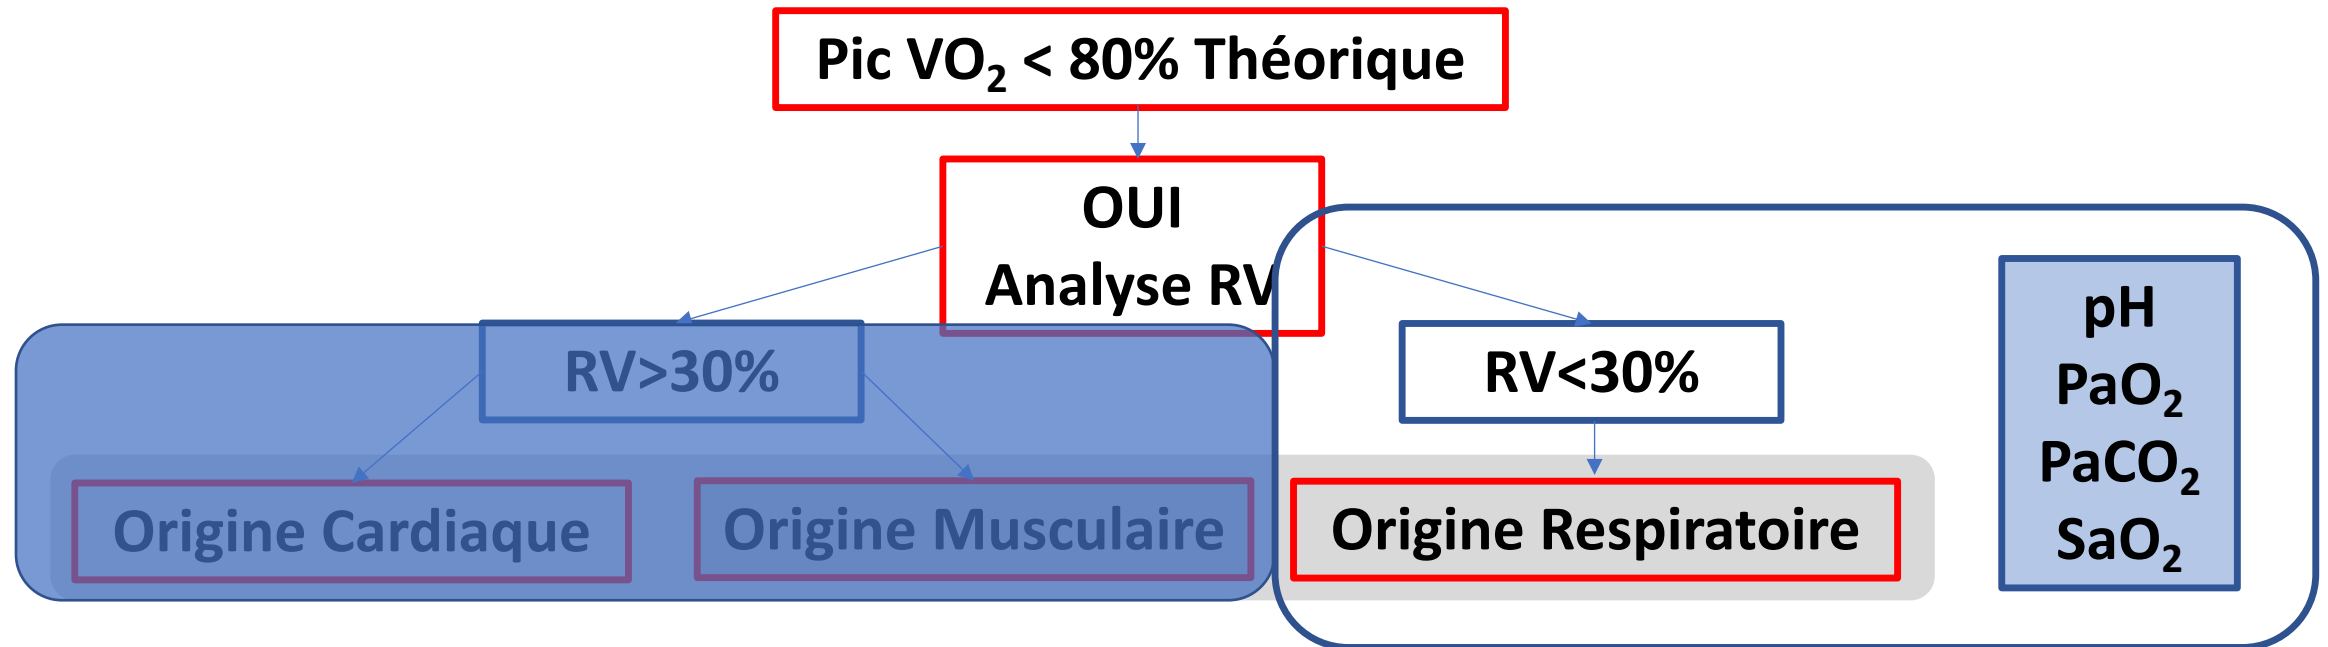 Pic VO₂ < 80% Théorique
OUI
Analyse RV
RV>30%
RV<30%
Origine Cardiaque
Origine Musculaire
Origine Respiratoire
pH
PaO₂
PaCO₂
SaO₂